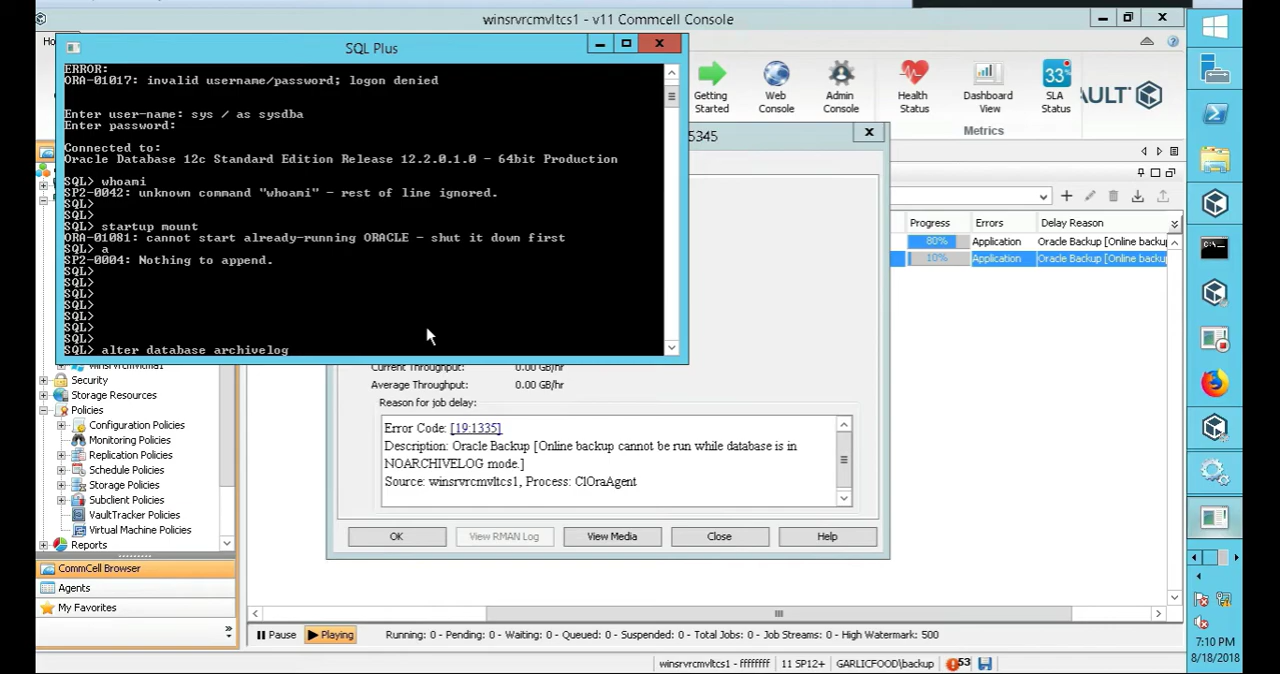 winsrvrcmvltcs1 - v11 Commcell Console
SQL Plus
ERROR:
ORA-01017: invalid username/password; logon denied
Enter user-name: sys / as sysdba
Enter password:
Connected to:
Oracle Database 12c Standard Edition Release 12.2.0.1.0 - 64bit Production
SQL> whoami
SP2-0042: unknown command "whoami" - rest of line ignored.
SQL>
SQL>
SQL> startup mount
ORA-01081: cannot start already-running ORACLE - shut it down first
SQL> a
SP2-0004: Nothing to append.
SQL>
SQL>
SQL>
SQL>
SQL>
SQL>
SQL>
SQL> alter database archivelog
Getting Started
Web Console
Admin Console
Health Status
Dashboard View
33
SLA Status
Metrics
AULT
5345
Progress Errors Delay Reason
80% Application Oracle Backup [Online backu
10% Application Oracle Backup [Online backu
Security
Storage Resources
Policies
Configuration Policies
Monitoring Policies
Replication Policies
Schedule Policies
Storage Policies
Subclient Policies
VaultTracker Policies
Virtual Machine Policies
Reports
CommCell Browser
Agents
My Favorites
Current Throughput: 0.00 GB/hr
Average Throughput: 0.00 GB/hr
Reason for job delay:
Error Code: [19:1335]
Description: Oracle Backup [Online backup cannot be run while database is in
NOARCHIVELOG mode.]
Source: winsrvrcmvltcs1, Process: ClOraAgent
OK View RMAN Log View Media Close Help
Pause Playing Running: 0 - Pending: 0 - Waiting: 0 - Queued: 0 - Suspended: 0 - Total Jobs: 0 - Job Streams: 0 - High Watermark: 500
winsrvrcmvltcs1 - ffffffff 11 SP12+ GARLICFOOD\backup 53
7:10 PM
8/18/2018